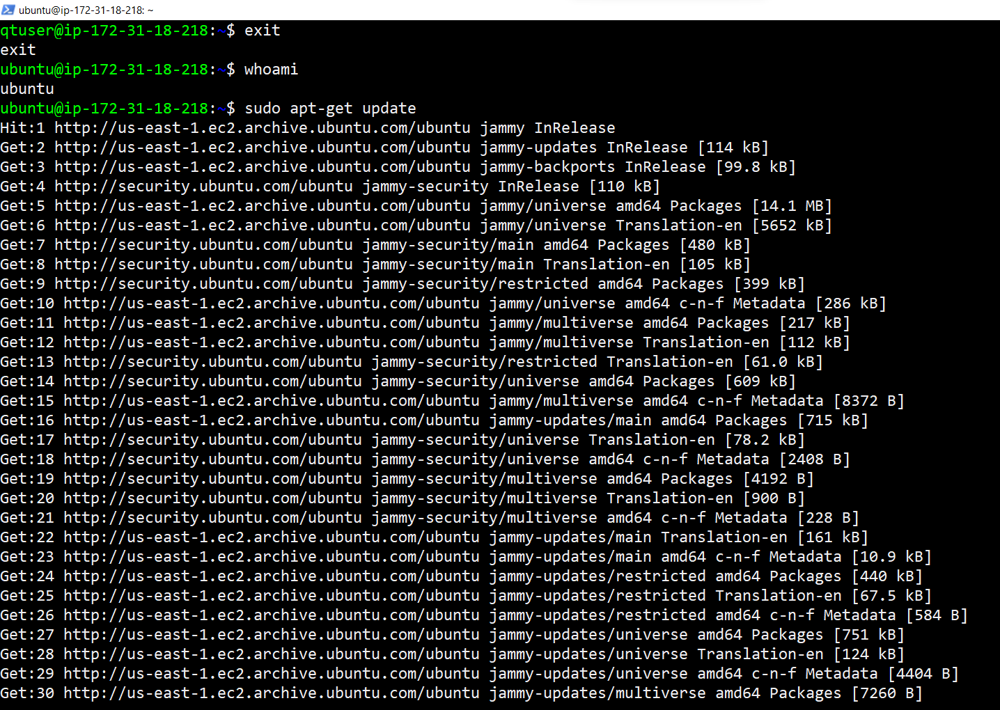 ubuntu@ip-172-31-18-218: ~
qtuser@ip-172-31-18-218:~$ exit
exit
ubuntu@ip-172-31-18-218:~$ whoami
ubuntu
ubuntu@ip-172-31-18-218:~$ sudo apt-get update
Hit:1 http://us-east-1.ec2.archive.ubuntu.com/ubuntu jammy InRelease
Get:2 http://us-east-1.ec2.archive.ubuntu.com/ubuntu jammy-updates InRelease [114 kB]
Get:3 http://us-east-1.ec2.archive.ubuntu.com/ubuntu jammy-backports InRelease [99.8 kB]
Get:4 http://security.ubuntu.com/ubuntu jammy-security InRelease [110 kB]
Get:5 http://us-east-1.ec2.archive.ubuntu.com/ubuntu jammy/universe amd64 Packages [14.1 MB]
Get:6 http://us-east-1.ec2.archive.ubuntu.com/ubuntu jammy/universe Translation-en [5652 kB]
Get:7 http://security.ubuntu.com/ubuntu jammy-security/main amd64 Packages [480 kB]
Get:8 http://security.ubuntu.com/ubuntu jammy-security/main Translation-en [105 kB]
Get:9 http://security.ubuntu.com/ubuntu jammy-security/restricted amd64 Packages [399 kB]
Get:10 http://us-east-1.ec2.archive.ubuntu.com/ubuntu jammy/universe amd64 c-n-f Metadata [286 kB]
Get:11 http://us-east-1.ec2.archive.ubuntu.com/ubuntu jammy/multiverse amd64 Packages [217 kB]
Get:12 http://us-east-1.ec2.archive.ubuntu.com/ubuntu jammy/multiverse Translation-en [112 kB]
Get:13 http://security.ubuntu.com/ubuntu jammy-security/restricted Translation-en [61.0 kB]
Get:14 http://security.ubuntu.com/ubuntu jammy-security/universe amd64 Packages [609 kB]
Get:15 http://us-east-1.ec2.archive.ubuntu.com/ubuntu jammy/multiverse amd64 c-n-f Metadata [8372 B]
Get:16 http://us-east-1.ec2.archive.ubuntu.com/ubuntu jammy-updates/main amd64 Packages [715 kB]
Get:17 http://security.ubuntu.com/ubuntu jammy-security/universe Translation-en [78.2 kB]
Get:18 http://security.ubuntu.com/ubuntu jammy-security/universe amd64 c-n-f Metadata [2408 B]
Get:19 http://security.ubuntu.com/ubuntu jammy-security/multiverse amd64 Packages [4192 B]
Get:20 http://security.ubuntu.com/ubuntu jammy-security/multiverse Translation-en [900 B]
Get:21 http://security.ubuntu.com/ubuntu jammy-security/multiverse amd64 c-n-f Metadata [228 B]
Get:22 http://us-east-1.ec2.archive.ubuntu.com/ubuntu jammy-updates/main Translation-en [161 kB]
Get:23 http://us-east-1.ec2.archive.ubuntu.com/ubuntu jammy-updates/main amd64 c-n-f Metadata [10.9 kB]
Get:24 http://us-east-1.ec2.archive.ubuntu.com/ubuntu jammy-updates/restricted amd64 Packages [440 kB]
Get:25 http://us-east-1.ec2.archive.ubuntu.com/ubuntu jammy-updates/restricted Translation-en [67.5 kB]
Get:26 http://us-east-1.ec2.archive.ubuntu.com/ubuntu jammy-updates/restricted amd64 c-n-f Metadata [584 B]
Get:27 http://us-east-1.ec2.archive.ubuntu.com/ubuntu jammy-updates/universe amd64 Packages [751 kB]
Get:28 http://us-east-1.ec2.archive.ubuntu.com/ubuntu jammy-updates/universe Translation-en [124 kB]
Get:29 http://us-east-1.ec2.archive.ubuntu.com/ubuntu jammy-updates/universe amd64 c-n-f Metadata [4404 B]
Get:30 http://us-east-1.ec2.archive.ubuntu.com/ubuntu jammy-updates/multiverse amd64 Packages [7260 B]